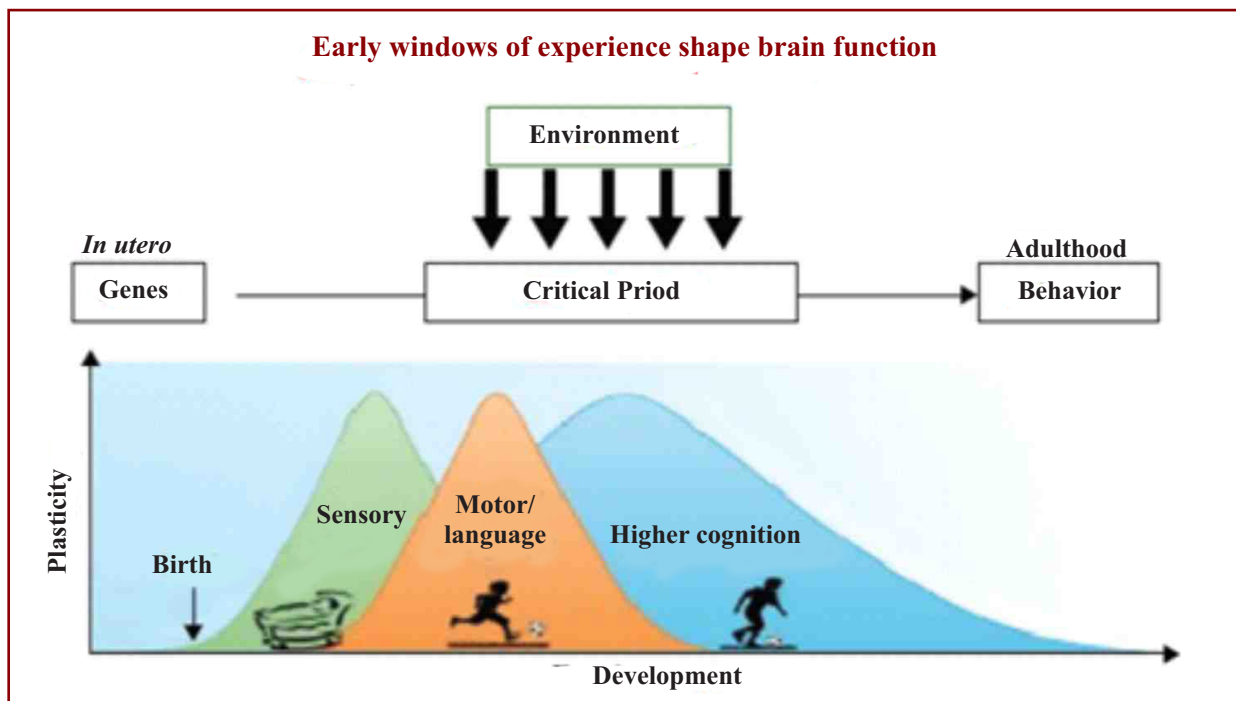 Early windows of experience shape brain function
Environment
In utero
Genes
Critical Priod
Adulthood
Behavior
Plasticity
Birth
Sensory
Motor/
language
Higher cognition
Development